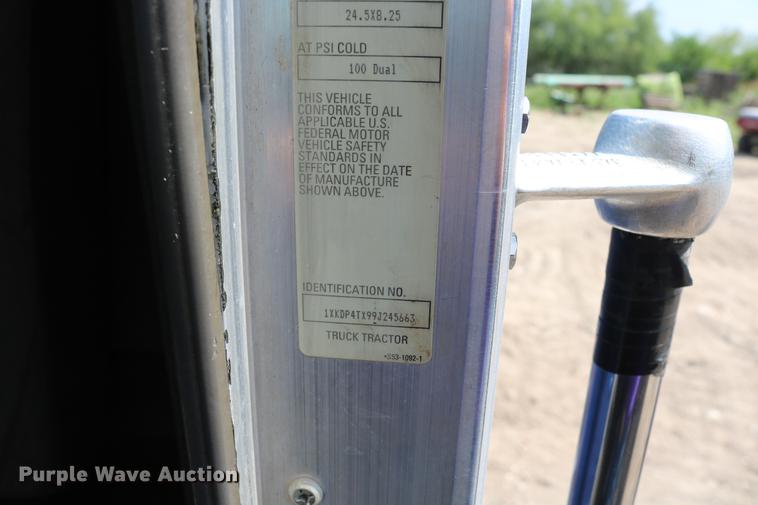 24.5X8.25
AT PSI COLD
100 Dual
THIS VEHICLE
CONFORMS TO ALL
APPLICABLE U.S.
FEDERAL MOTOR
VEHICLE SAFETY
STANDARDS IN
EFFECT ON THE DATE
OF MANUFACTURE
SHOWN ABOVE.
IDENTIFICATION NO.
1XKDP4TX99J245663
TRUCK TRACTOR
Purple Wave Auction